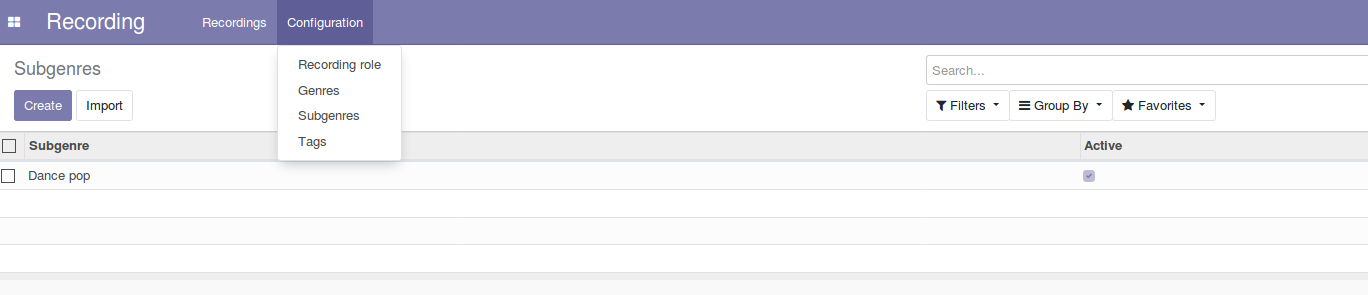 Recording Recordings Configuration
Recording role
Genres
Subgenres
Tags
Subgenres
Search...
Create Import
Filters Group By Favorites
Subgenre Active
Dance pop